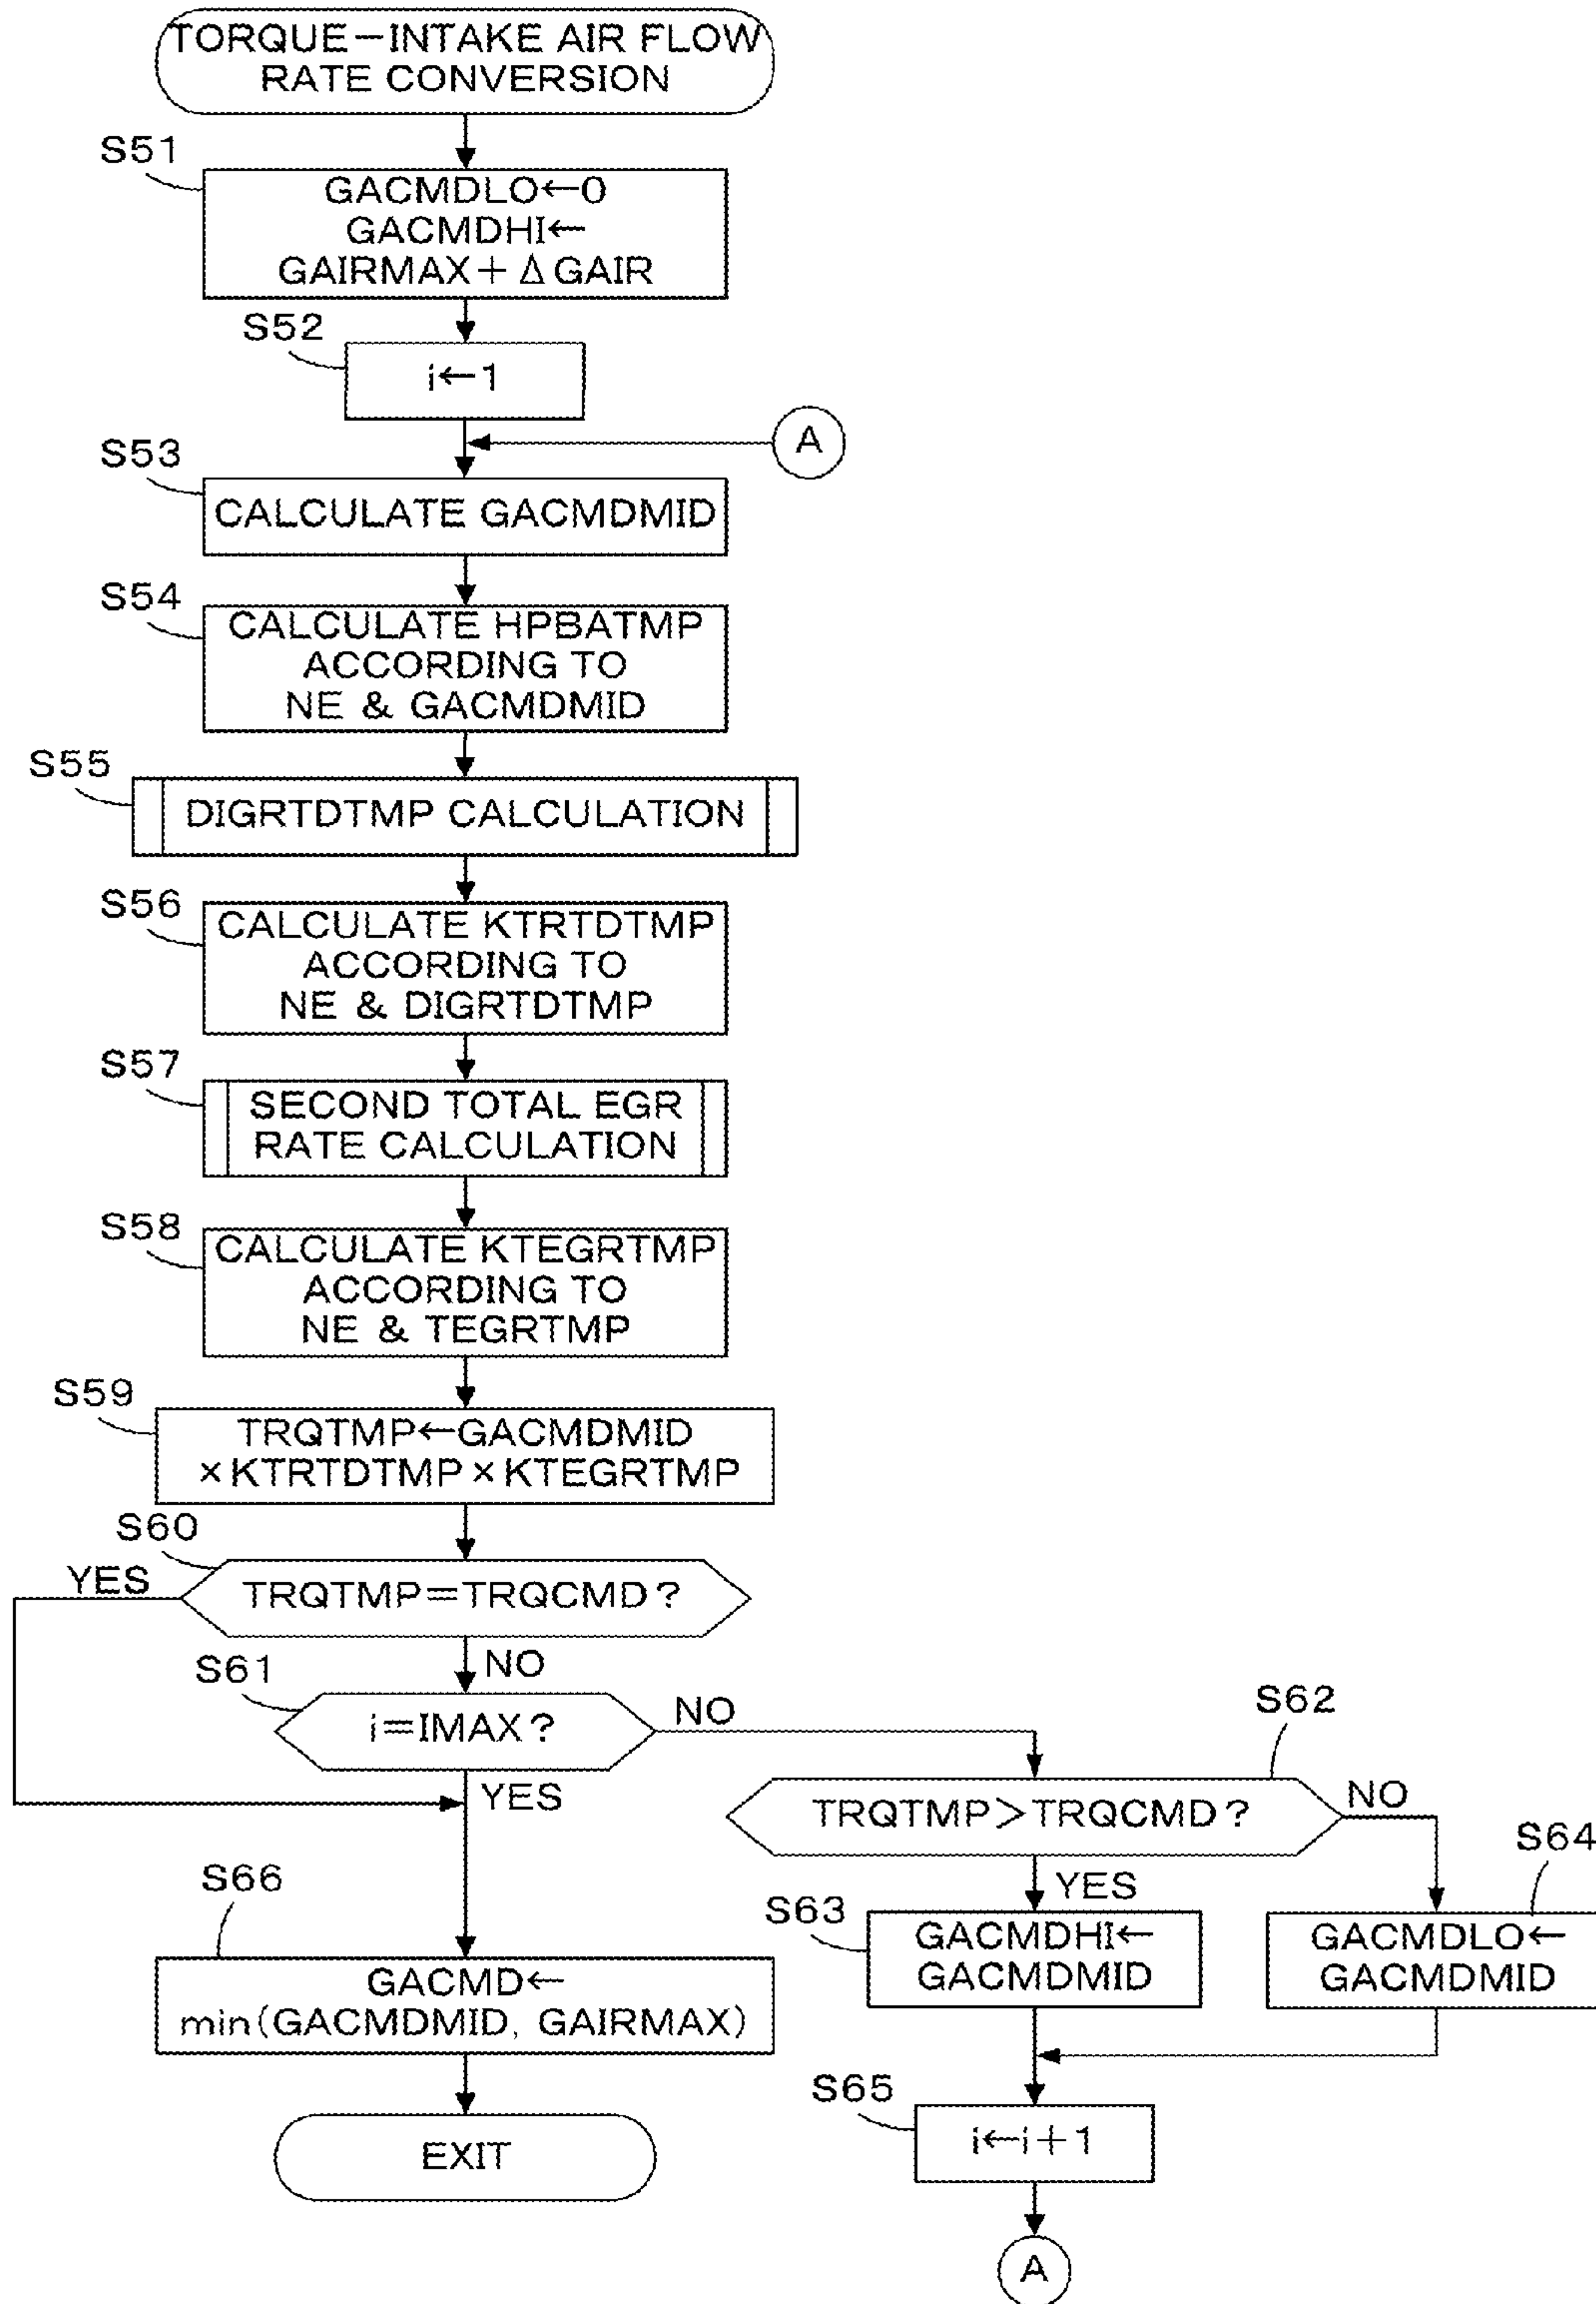 TORQUE-INTAKE AIR FLOW
RATE CONVERSION
S51
GACMDLO←0
GACMDHI←
GAIRMAX+ΔGAIR
S52
i←1
A
S53
CALCULATE GACMDMID
S54
CALCULATE HPBATMP
ACCORDING TO
NE & GACMDMID
S55
DIGRTDTMP CALCULATION
S56
CALCULATE KTRTDTMP
ACCORDING TO
NE & DIGRTDTMP
S57
SECOND TOTAL EGR
RATE CALCULATION
S58
CALCULATE KTEGRTMP
ACCORDING TO
NE & TEGRTMP
S59
TRQTMP←GACMDMID
×KTRTDTMP×KTEGRTMP
S60
YES
TRQTMP=TRQCMD?
NO
S61
i=IMAX?
NO
YES
S62
TRQTMP>TRQCMD?
NO
YES
S63
GACMDHI←
GACMDMID
S64
GACMDLO←
GACMDMID
S65
i←i+1
A
S66
GACMD←
min(GACMDMID, GAIRMAX)
EXIT